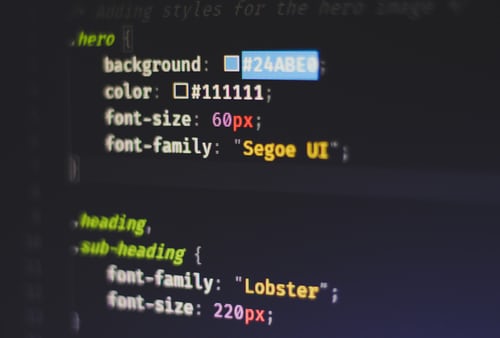 /* Adding styles for the hero image */
.hero {
background: #24ABE0;
color: #111111;
font-size: 60px;
font-family: "Segoe UI";
}
.heading,
.sub-heading {
font-family: "Lobster";
font-size: 220px;
}